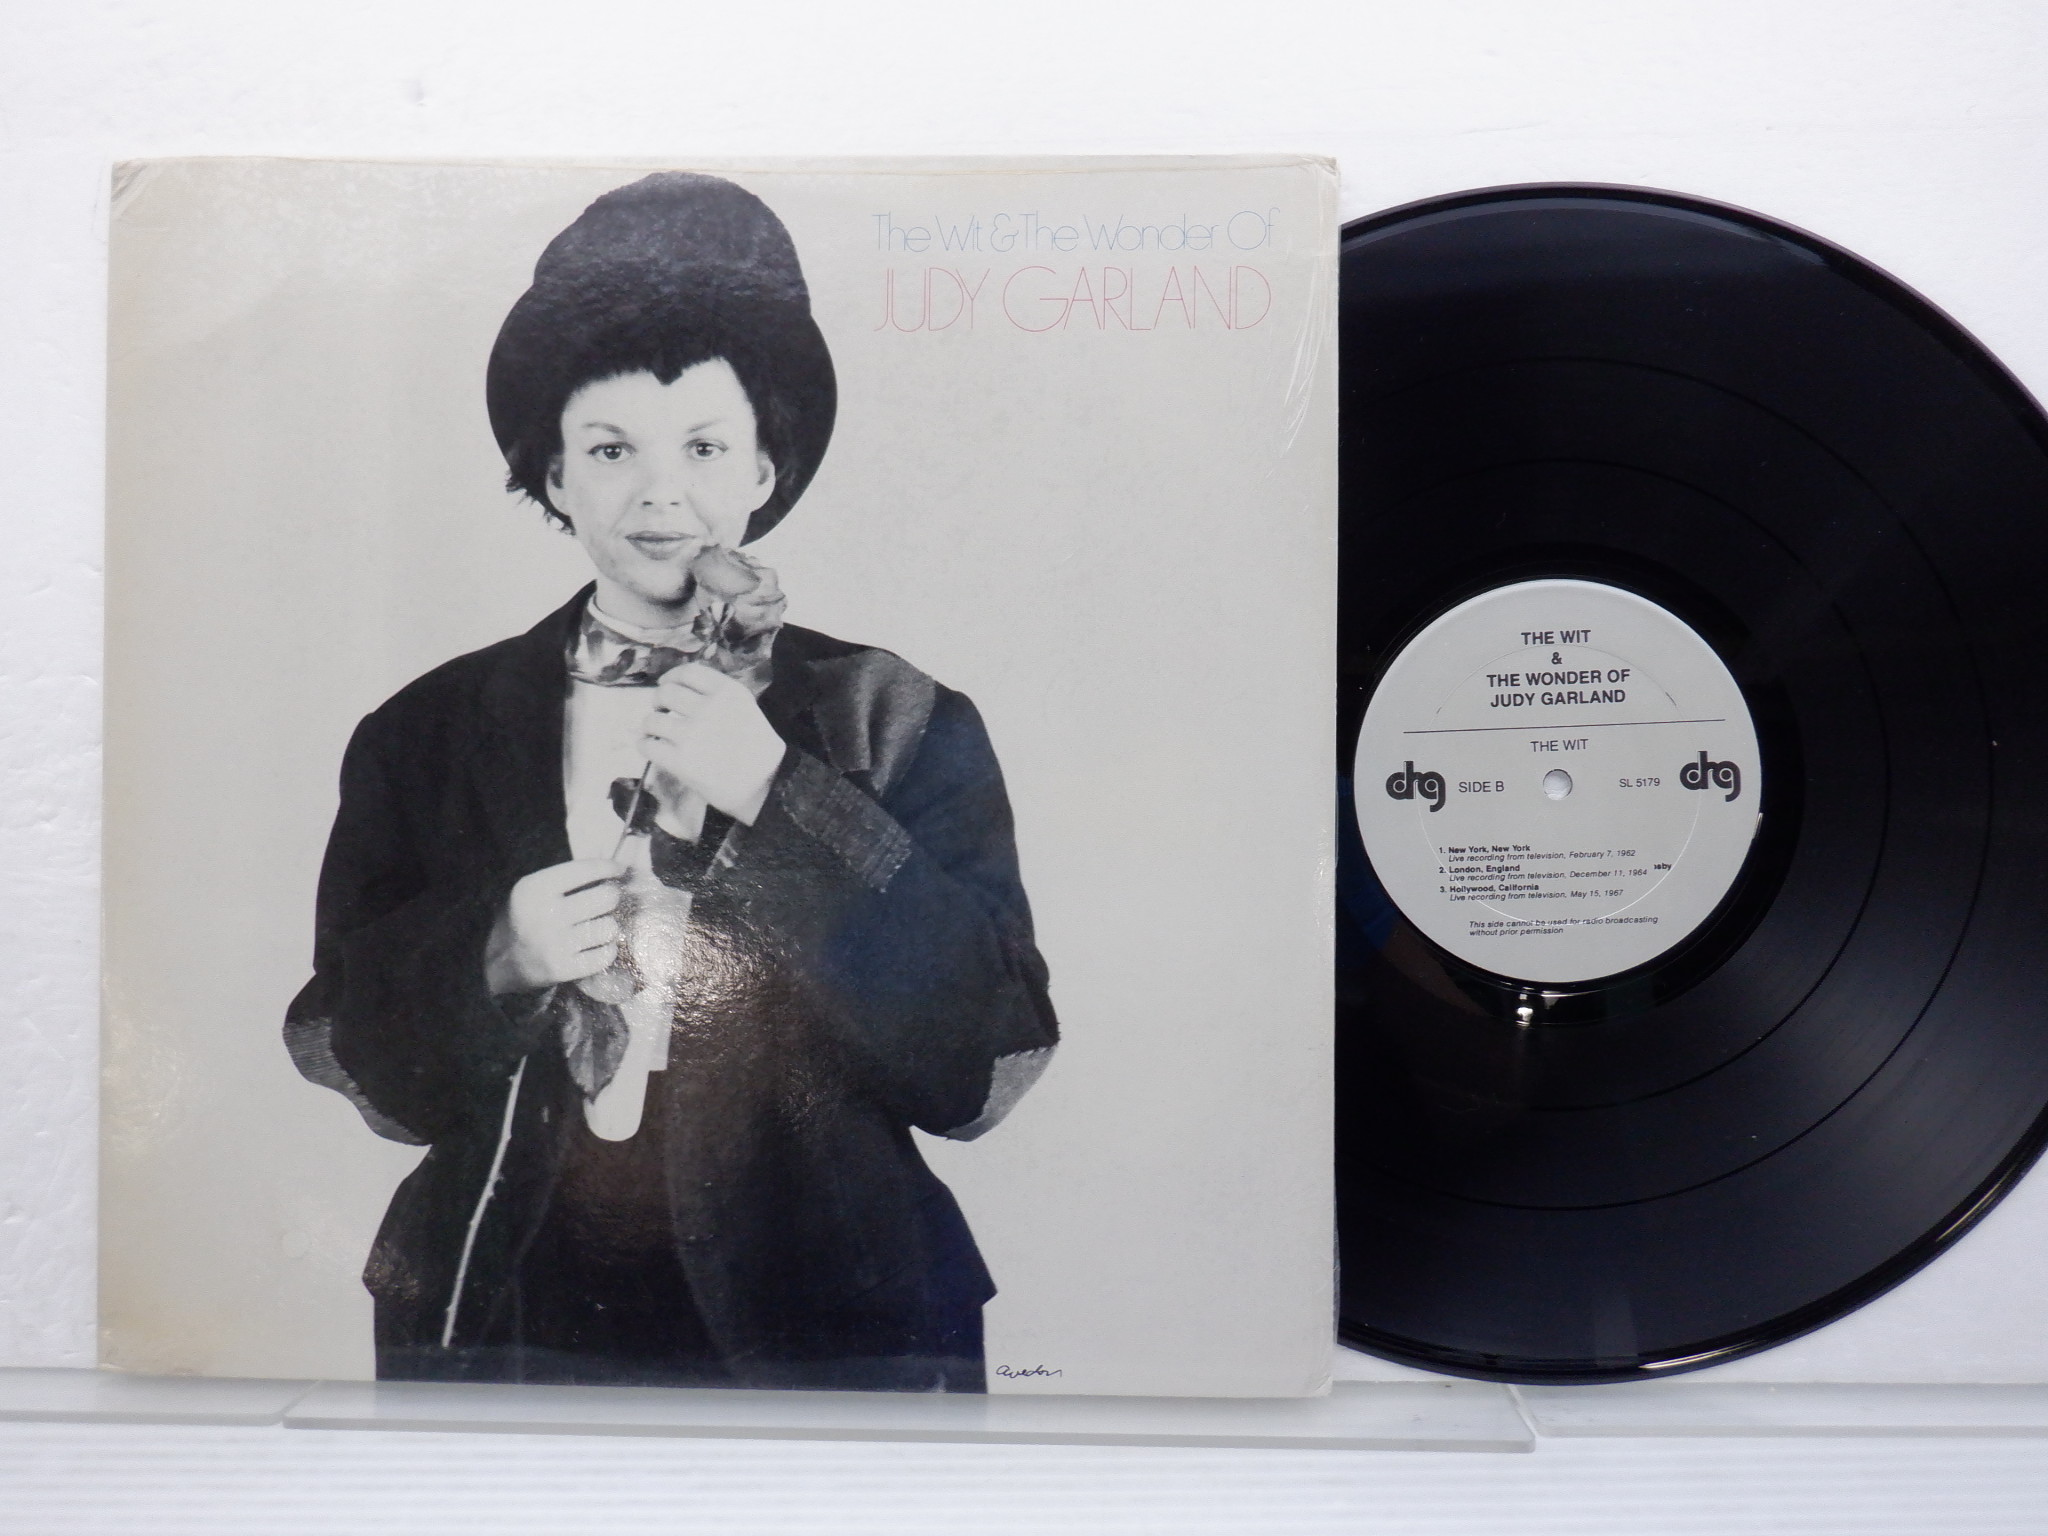 The Wit & The Wonder Of
JUDY GARLAND
avedon
THE WIT
&
THE WONDER OF
JUDY GARLAND
THE WIT
drg SIDE B SL 5179 drg
1. New York, New York
Live recording from television, February 7, 1962
2. London, England
Live recording from television, December 11, 1964
3. Hollywood, California
Live recording from television, May 15, 1967
This side cannot be used for radio broadcasting
without prior permission